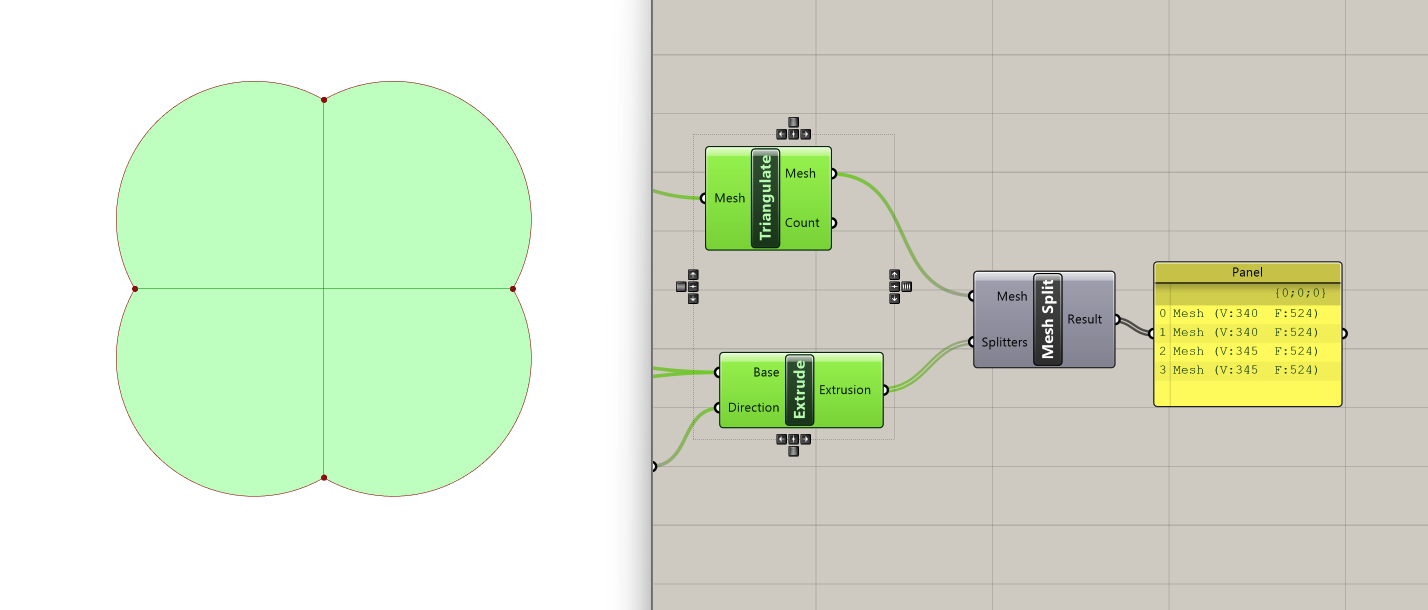 Mesh
Triangulate
Mesh
Count
Base
Direction
Extrude
Extrusion
Mesh
Splitters
Mesh Split
Result
Panel
{0;0;0}
0 Mesh (V:340 F:524)
1 Mesh (V:340 F:524)
2 Mesh (V:345 F:524)
3 Mesh (V:345 F:524)